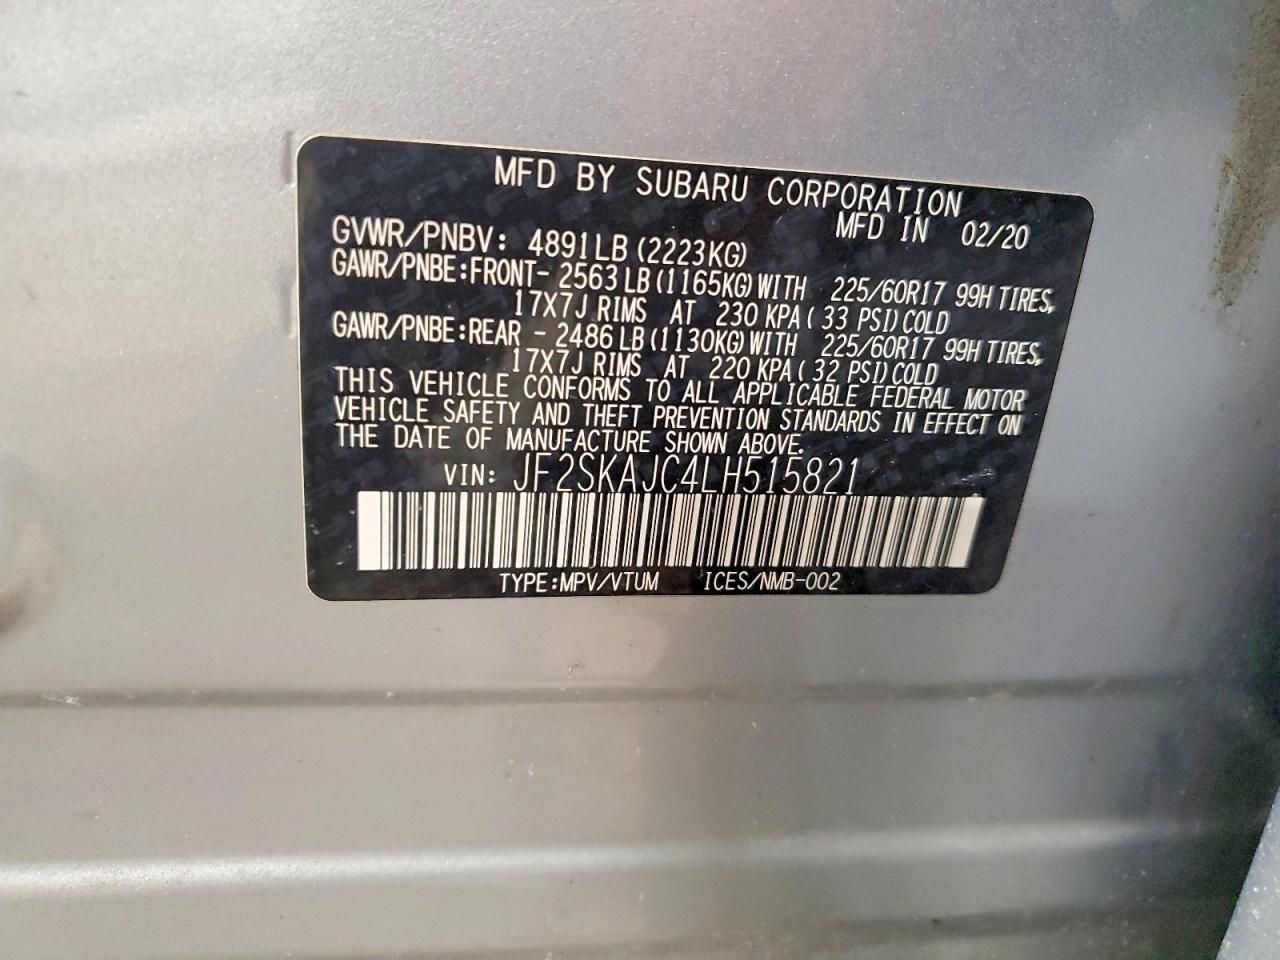 MFD BY SUBARU CORPORATION
MFD IN 02/20
GVWR/PNBV: 4891LB (2223KG)
GAWR/PNBE:FRONT- 2563 LB (1165KG) WITH 225/60R17 99H TIRES,
17X7J RIMS AT 230 KPA ( 33 PSI) COLD
GAWR/PNBE:REAR - 2486 LB (1130KG) WITH 225/60R17 99H TIRES,
17X7J RIMS AT 220 KPA ( 32 PSI) COLD
THIS VEHICLE CONFORMS TO ALL APPLICABLE FEDERAL MOTOR
VEHICLE SAFETY AND THEFT PREVENTION STANDARDS IN EFFECT ON
THE DATE OF MANUFACTURE SHOWN ABOVE.
VIN: JF2SKAJC4LH515821
TYPE:MPV/VTUM ICES/NMB-002